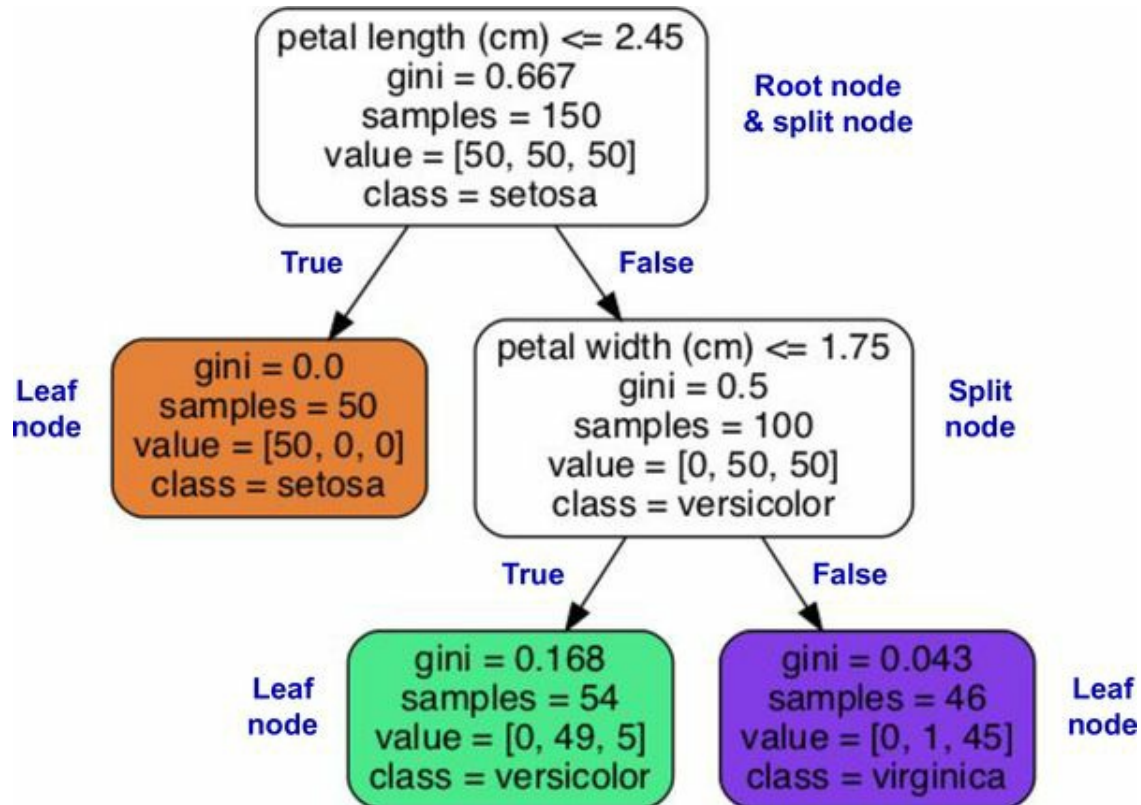 petal length (cm) <= 2.45
gini = 0.667
samples = 150
value = [50, 50, 50]
class = setosa
Root node
& split node
True
False
Leaf
node
gini = 0.0
samples = 50
value = [50, 0, 0]
class = setosa
petal width (cm) <= 1.75
gini = 0.5
samples = 100
value = [0, 50, 50]
class = versicolor
Split
node
True
False
Leaf
node
gini = 0.168
samples = 54
value = [0, 49, 5]
class = versicolor
gini = 0.043
samples = 46
value = [0, 1, 45]
class = virginica
Leaf
node